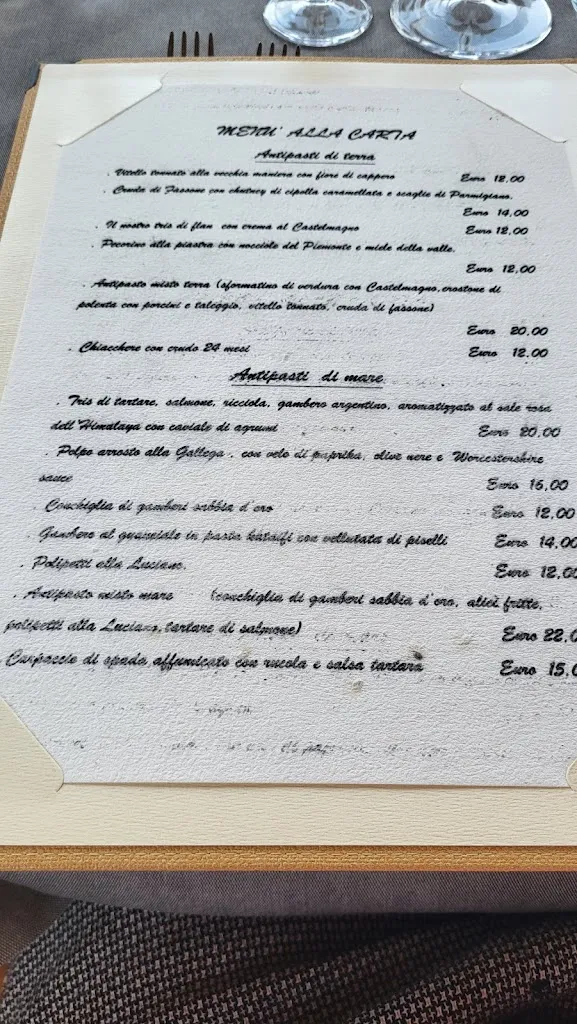 MENU' ALLA CARTA
Antipasti di terra
. Vitello tonnato alla vecchia maniera con fiore di cappero Euro 12,00
. Cruda di Fassone con chutney di cipolla caramellata e scaglie di Parmigiano.
Euro 14,00
. Il nostro tris di flan con crema al Castelmagno Euro 12,00
. Pecorino alla piastra con nocciole del Piemonte e miele della valle.
Euro 12,00
. Antipasto misto terra (sformatino di verdura con Castelmagno, crostone di
polenta con porcini e taleggio, vitello tonnato, cruda di fassone)
Euro 20,00
. Chiacchere con crudo 24 mesi Euro 12,00
Antipasti di mare
. Tris di tartare, salmone, ricciola, gambero argentino, aromatizzato al sale rosa
dell'Himalaya con caviale di agrumi Euro 20,00
. Polpo arrosto alla Gallega , con velo di paprika, olive nere e Worcestershire
sauce Euro 15,00
. Conchiglia di gamberi sabbia d'oro Euro 12,00
. Gambero al guanciale in pasta kataifi con vellutata di piselli Euro 14,00
. Polipetti alla Luciano. Euro 12,00
. Antipasto misto mare (conchiglia di gamberi sabbia d'oro, alici fritte,
polipetti alla Luciano, tartare di salmone) Euro 22,0
Carpaccio di spada affumicato con rucola e salsa tartara Euro 15,0